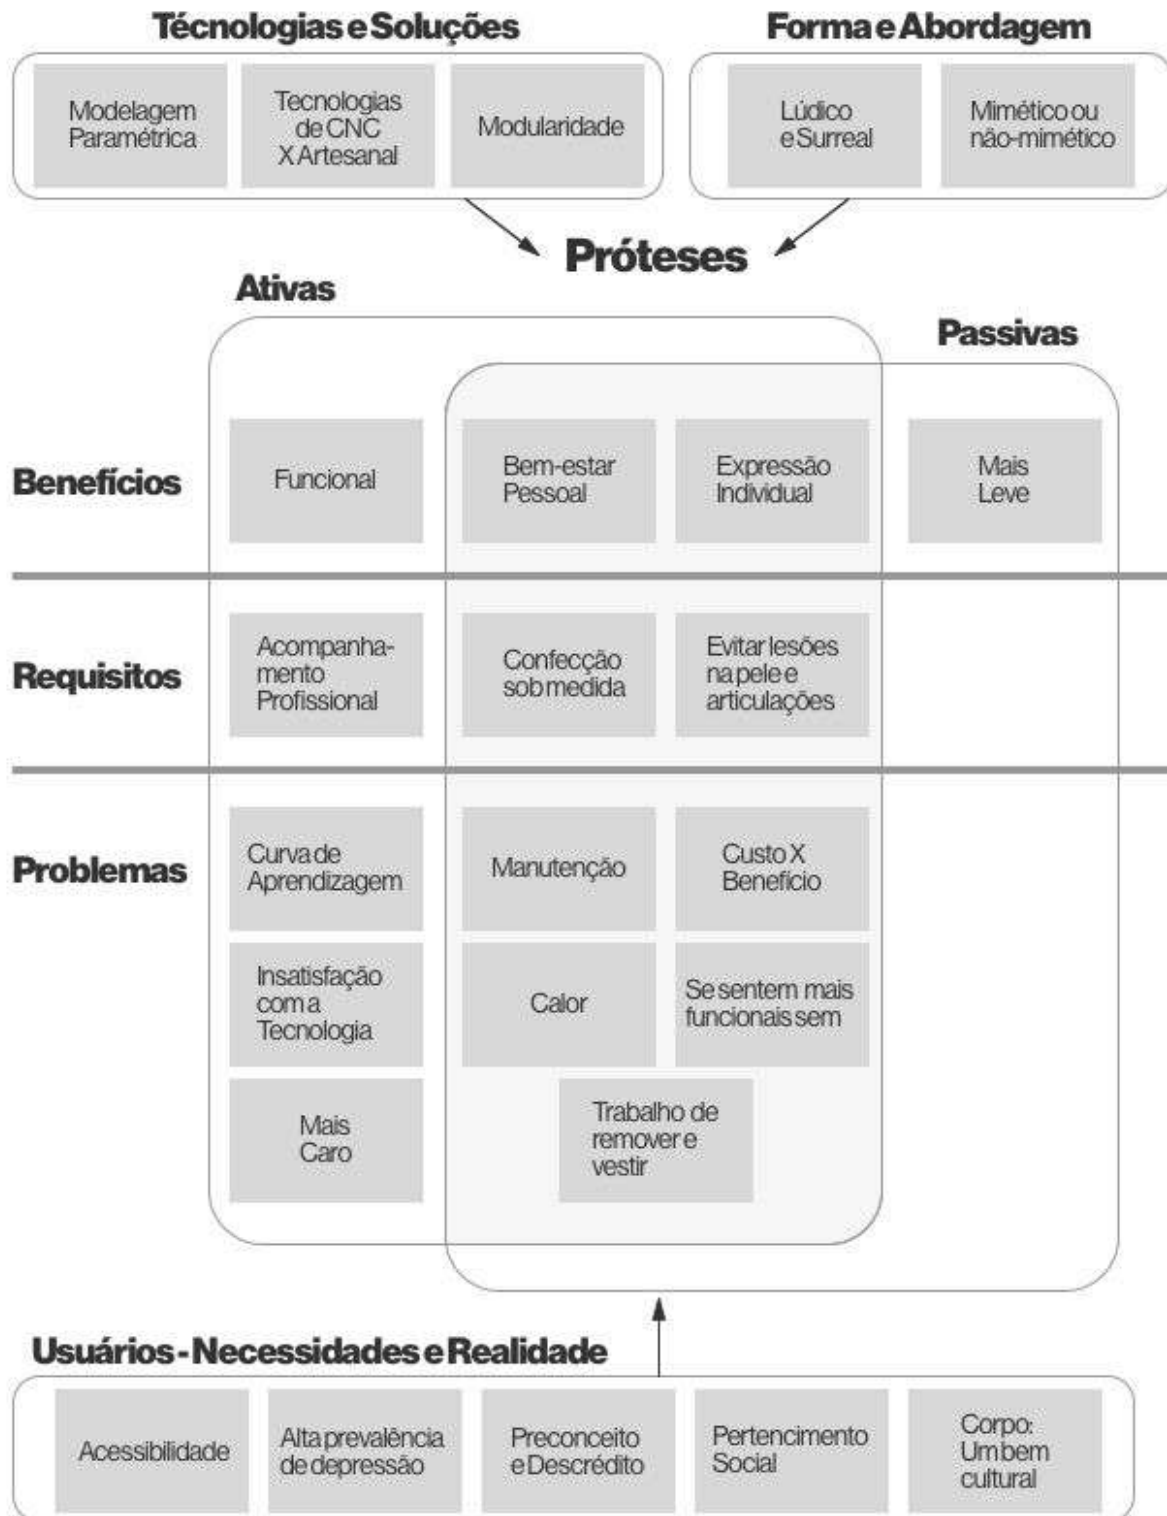 Técnologias e Soluções
Forma e Abordagem
Modelagem
Paramétrica
Tecnologias
de CNC
X Artesanal
Modularidade
Lúdico
e Surreal
Mimético ou
não-mimético
Próteses
Ativas
Passivas
Benefícios
Funcional
Bem-estar
Pessoal
Expressão
Individual
Mais
Leve
Requisitos
Acompanha-
mento
Profissional
Confecção
sob medida
Evitar lesões
na pele e
articulações
Problemas
Curva de
Aprendizagem
Manutenção
Custo X
Benefício
Insatisfação
com a
Tecnologia
Calor
Se sentem mais
funcionais sem
Mais
Caro
Trabalho de
remover e
vestir
Usuários - Necessidades e Realidade
Acessibilidade
Alta prevalência
de depressão
Preconceito
e Descrédito
Pertencimento
Social
Corpo:
Um bem
cultural